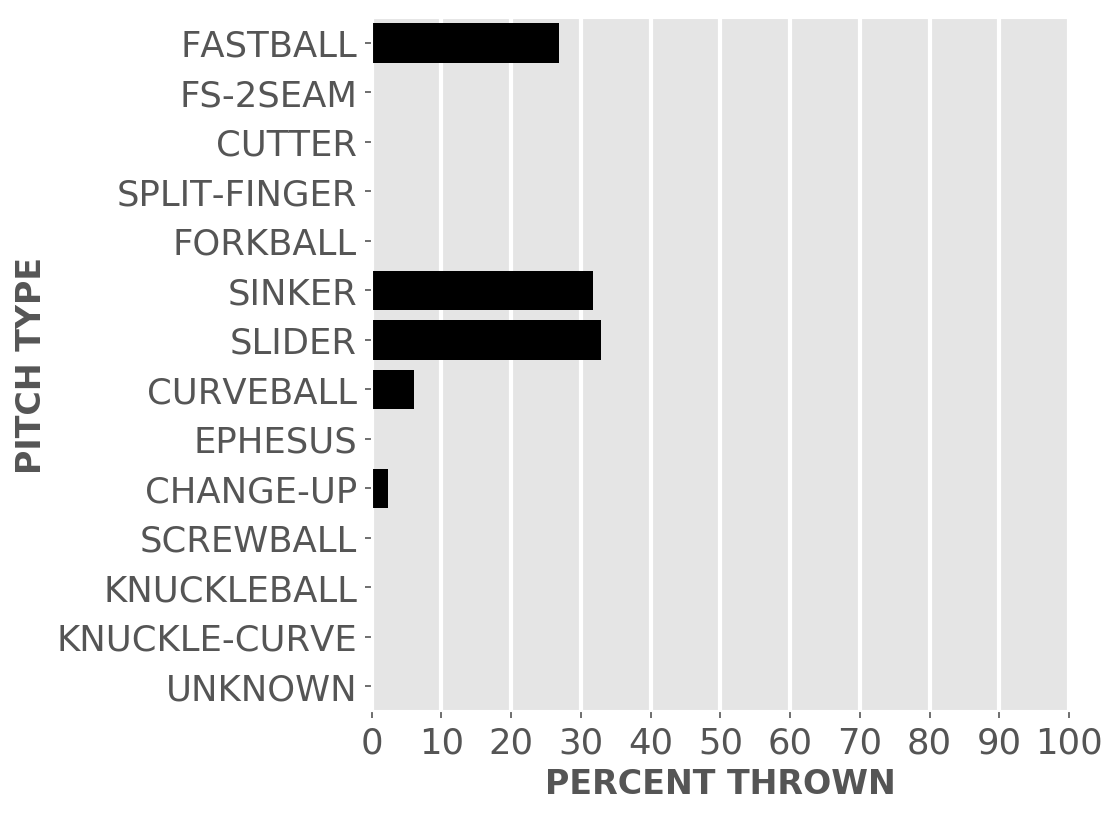 FASTBALL
FS-2SEAM
CUTTER
SPLIT-FINGER
FORKBALL
SINKER
SLIDER
CURVEBALL
EPHESUS
CHANGE-UP
SCREWBALL
KNUCKLEBALL
KNUCKLE-CURVE
UNKNOWN
PITCH TYPE
0 10 20 30 40 50 60 70 80 90 100
PERCENT THROWN